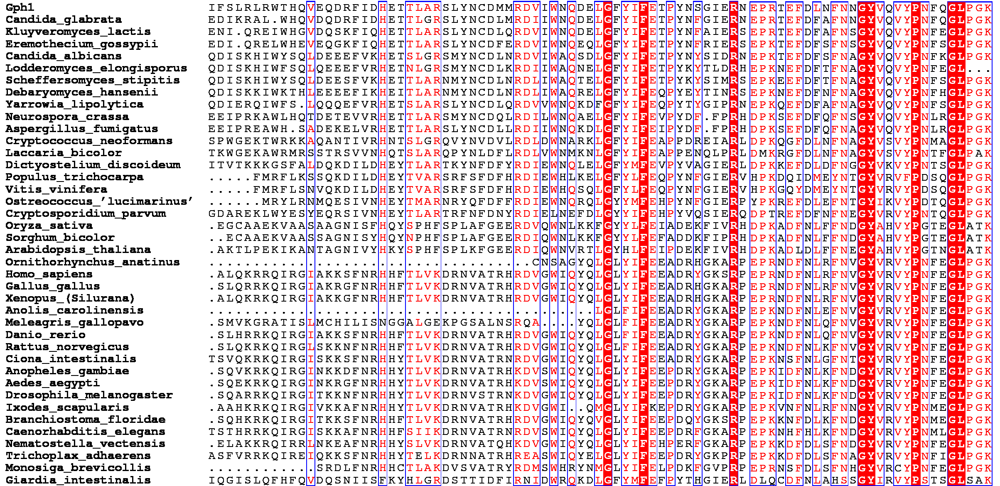 Gph1 IFSLRLRWTHQVEQDRFIDHETTLARSLYNCDMMRDVIWNQDELGFYIFETPYNSGIERNEPRTEFDLNFNNGYVQVYPNFQGLPGK
Candida_glabrata EDIKRAL.WHQVDQDRFIDHETTLGRSLYNCDLMRDIIWNQDELGFYIFETPYNFGIERNEPRTEFDFAFNNGYVQVYPNFQGLPGK
Kluyveromyces_lactis ENI.QREIWHGVDQSKFIQHETTLARSLYNCDLQRDVIWNQDELGFYIFETPYNFAIERSEPRTEFDFAFNSGYVQVYPNFEGLPGK
Eremothecium_gossypii EDI.QRELWHEVEQGKFIQHETTLARSLYNCDFERDVIWNQEQLGFYIFETPYNFRIERSEPKTEFDFSFNSGYVQVYPNFSGLPGK
Candida_albicans QDISKHIWYSQLDEEEFVKHETSLGRSMYNCDLNRDVIWAQSDLGFYIFETPYNYSIDRNEPKTEFDFSFNAGYVQVYPNFKGLPGK
Lodderomyces_elongisporus QDISKHIWFSQLQEEEFVRHETNLGRSMYNCDLKRDIIWAQNELGFYIFETPYKYTLDRHEPKNEFDFTFNAGYVQVYPNFEGL...
Scheffersomyces_stipitis QDISKHIWYSQLDEESFVKHETTLARNMYNCDLNRDLIWAQTELGFYIFETPYKYSIMRSEPKEEFDFTFNAGYVQVYPNFSGLPGK
Debaryomyces_hansenii QDISKKIWKTHLEEEEFIKHETTLARNMYNCDLNRDLIWAQRELGFYIFEQPYEYTINRSEPKNEFDFNFNAGYVQVYPNFHGLPGK
Yarrowia_lipolytica QDIERQIWFS.LQQQEFVRHETSLARSLYNCDLQRDVVWNQKDFGFYIFEQPYTYGIPRNEPKQEFDFAFNAGYVQVYPNFSGLPGK
Neurospora_crassa EEIPRKAWLHQTDETEVVRHETTLARSMYNCDQLRDILWNQAELGFYIFEVPYDF.FPRHDPKSEFDFQFNSGYVQVYPNLRGLPGK
Aspergillus_fumigatus EEIPREAWH.SADEKELVRHETTLARSLYNCDLLRDIIWNQKDLGFYIFEIPYDF.FPRHDPKSEFDFQFNAGYVQVYPNLRGLPGK
Cryptococcus_neoformans SPWGEKTWRKKAQANTIVRHNTSLGRQVYNVDVLRDLDWNARKLGFYIFEAPPDREIARLDPKQGFDLNFNAGYVSVYPNMAGLPGK
Laccaria_bicolor TKWGEKAWRMRSSTRSVVNHQTSLARQPYNLDFLRDLVWNMKNLGFYIFEAPPENQLPRLDMKRGFDLNFNAGYVSVYPNTFGLPAK
Dictyostelium_discoideum ITVTKKKGSFALDQKDILDHEYTLARTKYNFDFYRDIEWNQLELGFYMFEVPYVAGIERLDPKKEFDLDFNGGYVKVYPNTSGLPGK
Populus_trichocarpa .....FMRFLKSSQKDILDHEYTVARSRFSFDFHRDIEWHLKELGFYLFEQPYNFGIERVHPKDQIDMEYNTGYVRVFPDSQGLPGR
Vitis_vinifera .....FMRFLSNVQKDILDHEYTVARSRFSFDFHRDIEWHQSQLGFYLFEQPYNFGIERVHPKGQYDMEYNTGYVRVYPDSQGLPGK
Ostreococcus_'lucimarinus' ......MRYLRNMQESIVNHEYTMARNRYQFDFFRDIEWNQRQLGYYMFEHPYNFGIERPYPKREFDLEFNTGYIKVYPDTQGLPGK
Cryptosporidium_parvum GDAREKLWYESYEQRSIVNHEYTLARTRFNFDNYRDIELNEFDLGYYIFEHPYVQSIERQDPTREFDFNFNEGYVRVYPNTQGLPGK
Oryza_sativa .EGCAAEKVAASAAGNISFHQYSPHFSPLAFGEERDVQWNLKKFGYYLFEIADEKFIVRHDPKADFNLFFNDGYAHVYPGTEGLATK
Sorghum_bicolor ..ECAAEKVAASSAGNISYHQYNPHFSPLAFGEERDIQWNLKKFGYYLFEFADDKFIPRHDPKADFNLFFNDGYAHVYPGTEGLATK
Arabidopsis_thaliana .AKTLPEKIKANTAGNIVYHKYSPHFSPLKFGEERDIQWNVRTLGYHLFEIPDEKFIVRHDPKADLDLFFNEGYAHVYPGTNGLATK
Ornithorhynchus_anatinus ....................................CNSAGYQLGLYIFEEADRHGKARPEPRNDFNLRFNVGYVRVYPNFEGLPGK
Homo_sapiens .ALQKRRQIRGIAKKSFNRHHFTLVKDRNVATRHRDVGWIQYQLGLYIFEEADRYGKSRPEPRNDFNLRFNVGYVRVYPNFEGLPGK
Gallus_gallus .SLQRRKQIRGIAKRGFNRHHFTLVKDRNVATRHRDVGWIQYQLGLYIFEEADRHGKARPEPRNDFNLRFNVGYVRVYPNFEGLPGK
Xenopus_(Silurana) .ALQKRKQIRGIAKKGFNRHHFTLVKDRNVATRHRDVGWIQYQLGLYIFEEADRHGKARPEPRNDFNLRFNVGYVRVYPNFEGLPGK
Anolis_carolinensis ...........................................LGLFIFEEADRYGKARPEPKNDFNLEFNVGYVRVYPNFEGLPGK
Meleagris_gallopavo .SMVKGRATISLMCHILISNGGALGEKPGSALNSRQA....YQLGLFIFEEADRYGKARPEPKNDFNLQFNVGYVRVYPNFEGLPGK
Danio_rerio .SLHRRKQIRGIAKKSFNRHHFTLVKDRNVATRHRDVGWIQYQLGLFIFEEADRYGKARPEPKNDFNLQFNVGYVRVYPNFEGLPGK
Rattus_norvegicus .SLQKRKQIRGLSKKNFNRHHFTLVKDRNVATRHRDVGWIQYQLGLFIFEEADRYGKARPEPKNDFNLKFNVGYVRVYPNFEGLPGK
Ciona_intestinalis TSVQKRKQIRGISKKSFNRHHYTLVKDRNVATRNRDVGWIQYQLGLYIFEEADRYGKARPEPKNSFNLGFNTGYVRVYPNFEGLPGK
Anopheles_gambiae .SQVKRKQIRGINKKDFNRHHYTLVKDRNVATRHKDVSWIQYQLGLYIFEEPDRYGKARPEPKIDFNLKFNDGYVRVYPNFEGLPGK
Aedes_aegypti .SQEKRKQIRGINKRGFNRHHYTLVKDRNVATRHKDVSWIQYQLGLYIFEEPDRYGKARPEPKIDFNLKFNDGYVRVYPNFEGLPGK
Drosophila_melanogaster .SQARRKQIRGITKKNFNRHHYTLVKDRNVSTRNKDVSWIQYQLGLYIFEEPDRYGKARPEPKIDFNLKFNDGYVRVYPNFEGLPGK
Ixodes_scapularis .AAHKRKQIRGIVKKAFNRHHYTLVKDRNVATRHKDVGWI..QMGLYIFKEPDRYGKARPEPKVNFNLRFNNGYVRVYPNMEGLPGK
Branchiostoma_floridae .SQHKRKQIRGITKKSFNRHHFTLVKDRNVATRHRDVGWIQYQVGLYIFEEPDQYGKSRPEPKKNFDLKFNDGYVRVYPNMEGLPGK
Caenorhabditis_elegans TSTHRRKQIRGISKKAFNRHHFSIIKDRNVATRNRDVSWIQYQLGLYIFEEPDRFGKARPEPKNHFHLKFNDGYVRVYPNMLGLPGK
Nematostella_vectensis .ELAKKRQIRRLNKEAFNRHHYSLVKDRNVATQHKDVGWIQYQLGLYIFEHPERFGKARPEPKKDFDLSFNDGYVRVYPNFEGLPGK
Trichoplax_adhaerens ASFVRRKQIREIQKKSFNRHHYTELKDRNNATRHREASWIQYELGLYIFEEPDRYGKPRPEPKKDFDLSFNAGYVRVYPNFIGLPGK
Monosiga_brevicollis ............SRDLFNRHHCTLAKDVSVATRYRDMSWHRYNMGLYIFELPDKFGVPRPEPRNSFDLSFNHGYVRCYPNFEGLPGK
Giardia_intestinalis IQGISLQFHFQVDQSNIISFKYHLGRDSTTIDFIRNIDWRQKDLGFYMFEFPYTHGIERLDLQCDFNLAHSSGYIRVYPSTSGLSAK